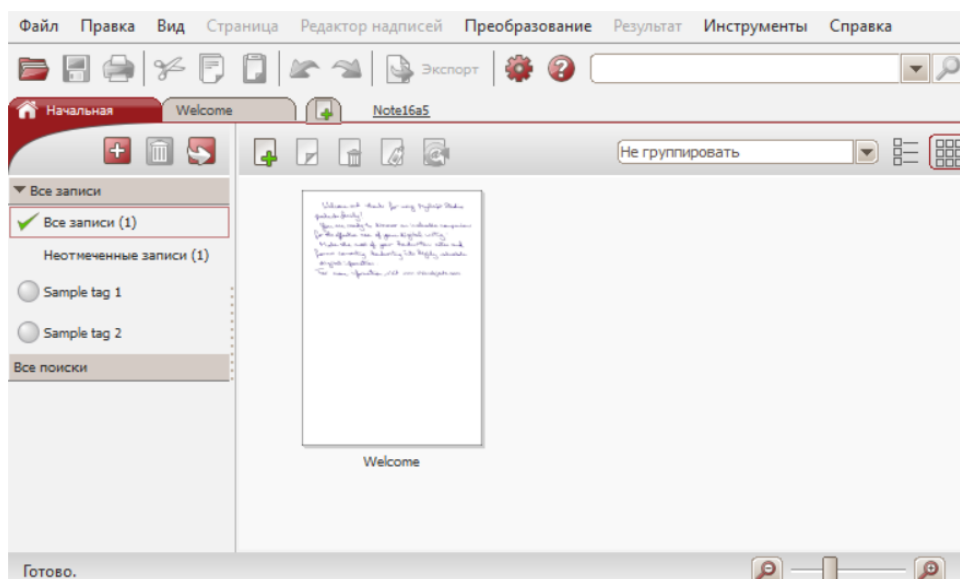 Файл Правка Вид Страница Редактор надписей Преобразование Результат Инструменты Справка
Экспорт
Начальная Welcome Note16a5
Не группировать
Все записи
Все записи (1)
Неотмеченные записи (1)
Sample tag 1
Sample tag 2
Все поиски
Welcome
Готово.